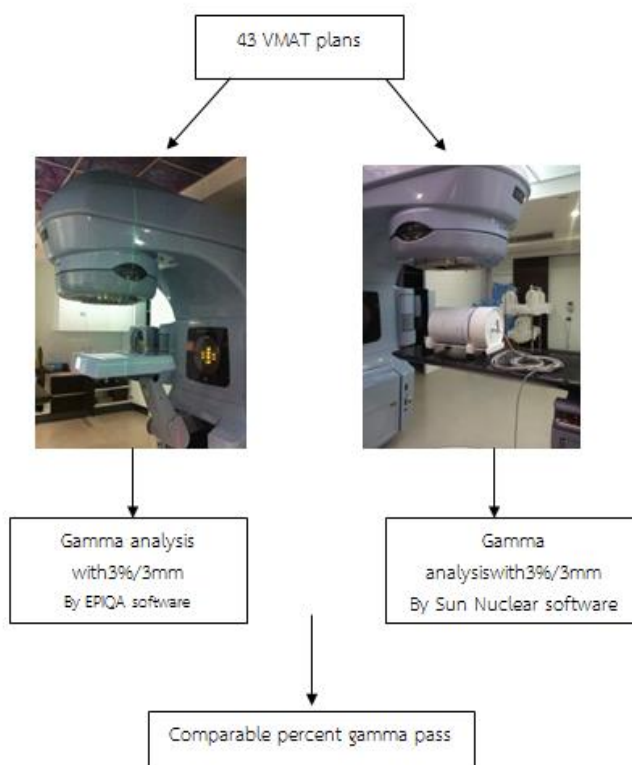 43 VMAT plans
Gamma analysis
with3%/3mm
By EPIQA software
Gamma
analysiswith3%/3mm
By Sun Nuclear software
Comparable percent gamma pass